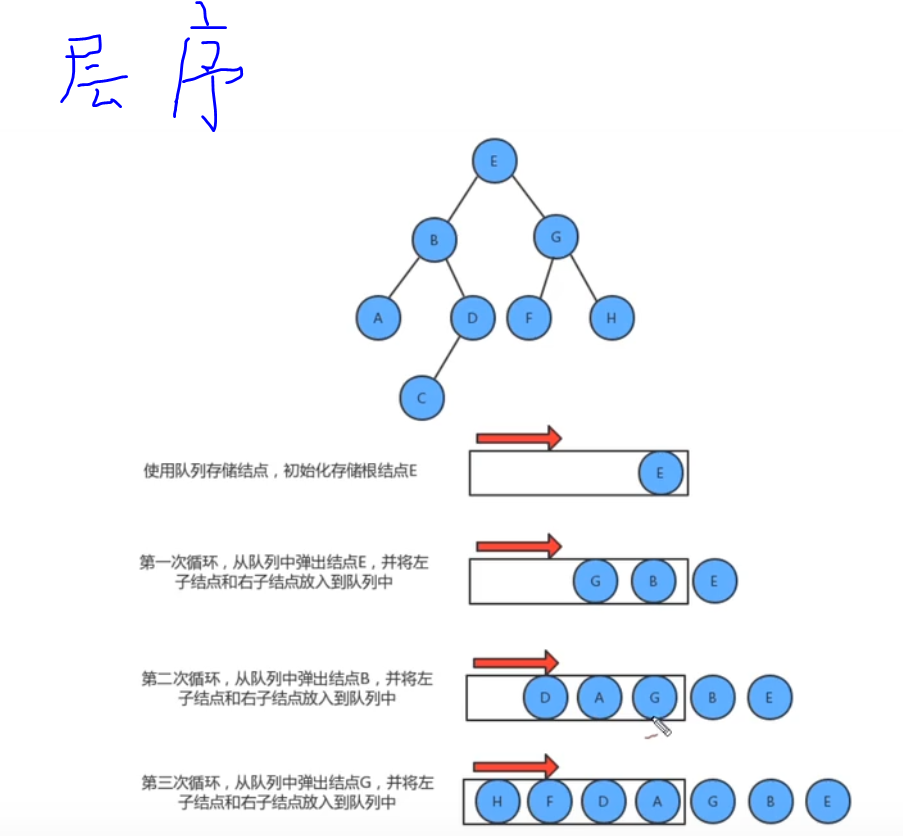 层序
E
B G
A D F H
C
使用队列存储结点，初始化存储根结点E
E
第一次循环，从队列中弹出结点E，并将左
子结点和右子结点放入到队列中
G B E
第二次循环，从队列中弹出结点B，并将左
子结点和右子结点放入到队列中
D A G B E
第三次循环，从队列中弹出结点G，并将左
子结点和右子结点放入到队列中
H F D A G B E